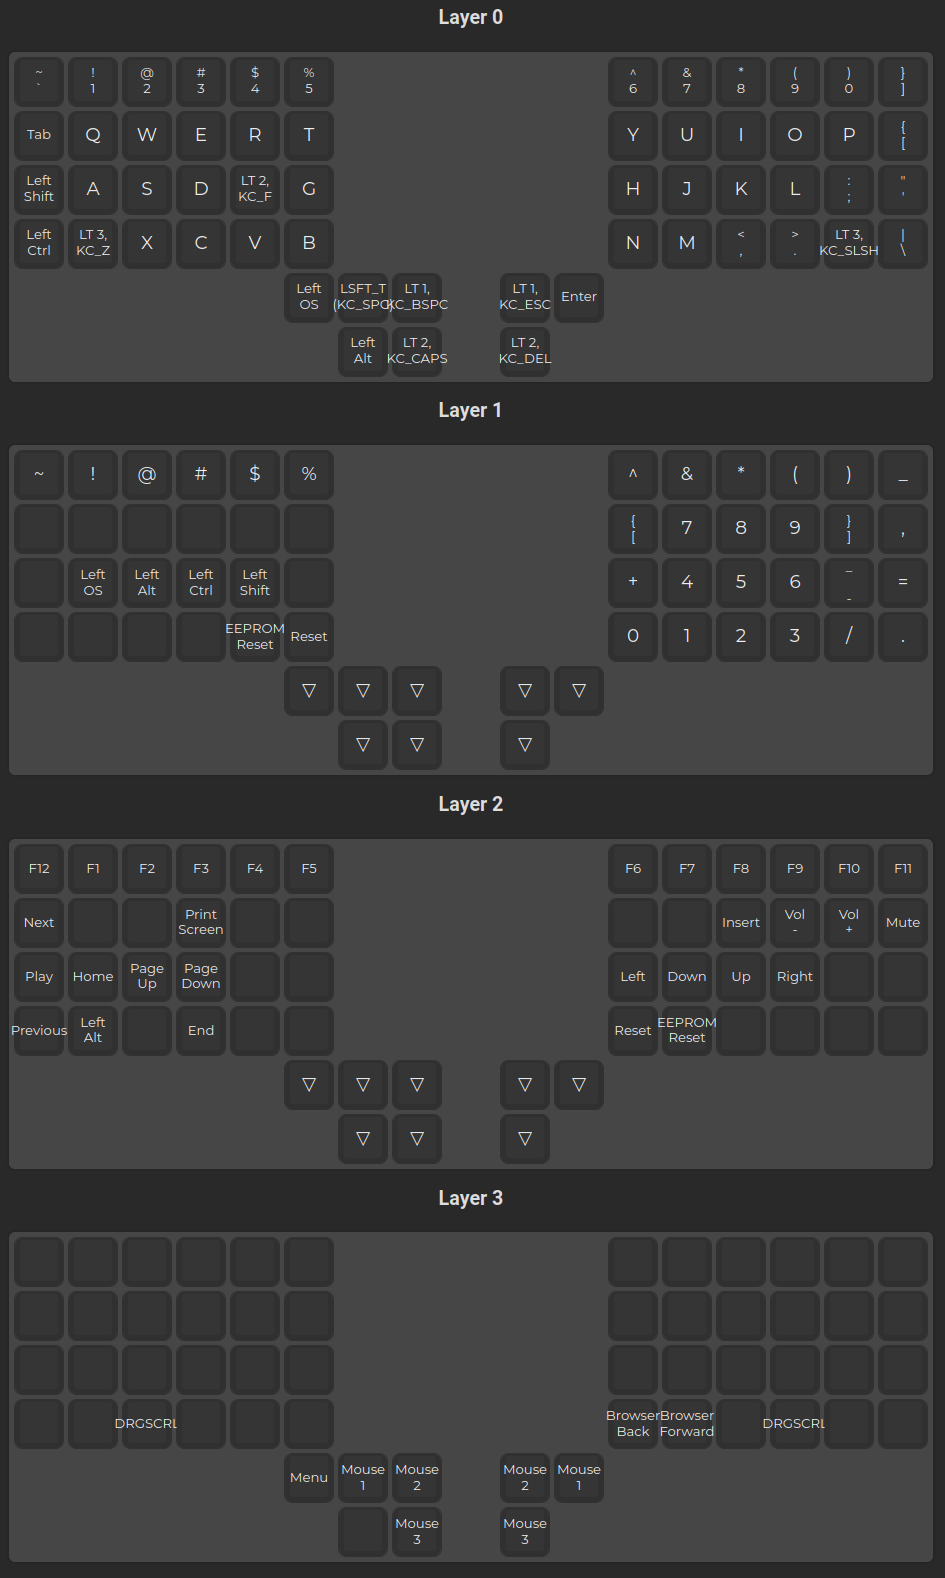 Layer 0
~ ! @ # $ % ^ & * ( ) }
` 1 2 3 4 5 6 7 8 9 0 ]
Tab Q W E R T Y U I O P {
[
Left Shift A S D LT 2, KC_F G H J K L : ; " '
Left Ctrl LT 3, KC_Z X C V B N M < , > . LT 3, KC_SLSH | \
Left OS LSFT_T (KC_SPC) LT 1, KC_BSPC LT 1, KC_ESC Enter
Left Alt LT 2, KC_CAPS LT 2, KC_DEL
Layer 1
~ ! @ # $ % ^ & * ( ) _
{ [ 7 8 9 } ] ,
Left OS Left Alt Left Ctrl Left Shift + 4 5 6 _ - =
EEPROM Reset Reset 0 1 2 3 / .
▽ ▽ ▽ ▽ ▽
▽ ▽ ▽
Layer 2
F12 F1 F2 F3 F4 F5 F6 F7 F8 F9 F10 F11
Next Print Screen Insert Vol - Vol + Mute
Play Home Page Up Page Down Left Down Up Right
Previous Left Alt End Reset EEPROM Reset
▽ ▽ ▽ ▽ ▽
▽ ▽ ▽
Layer 3
DRGSCRL Browser Back Browser Forward DRGSCRL
Menu Mouse 1 Mouse 2 Mouse 2 Mouse 1
Mouse 3 Mouse 3